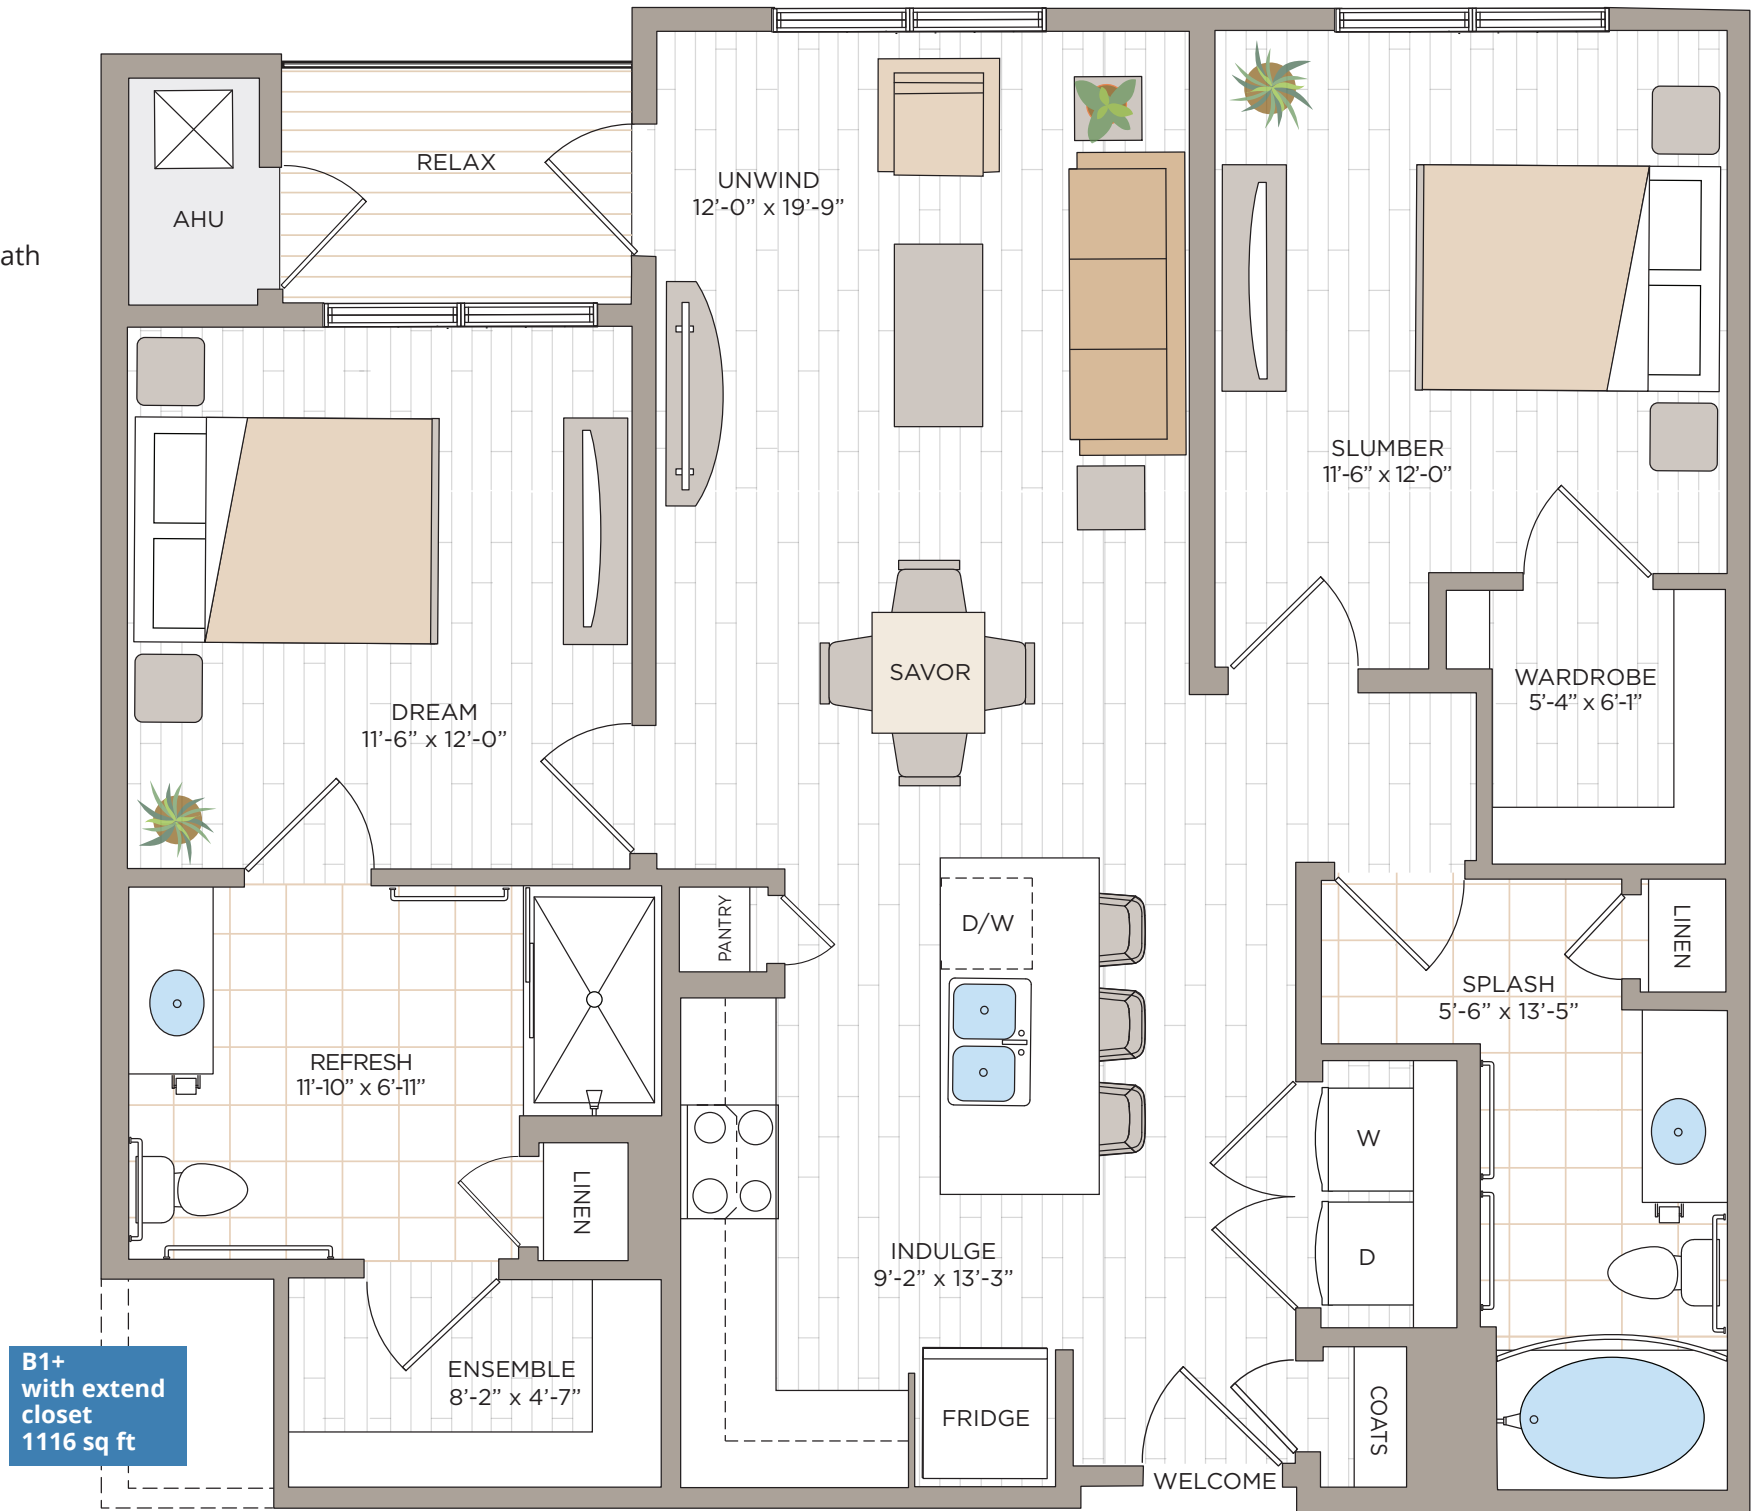 RELAX
AHU
ath
UNWIND
12’-0” x 19’-9”
SLUMBER
11’-6” x 12’-0”
SAVOR
WARDROBE
5’-4” x 6’-1”
DREAM
11’-6” x 12’-0”
PANTRY
D/W
LINEN
SPLASH
5’-6” x 13’-5”
REFRESH
11’-10” x 6’-11”
W
LINEN
INDULGE
9’-2” x 13’-3”
D
B1+
with extend
closet
1116 sq ft
ENSEMBLE
8’-2” x 4’-7”
FRIDGE
COATS
WELCOME